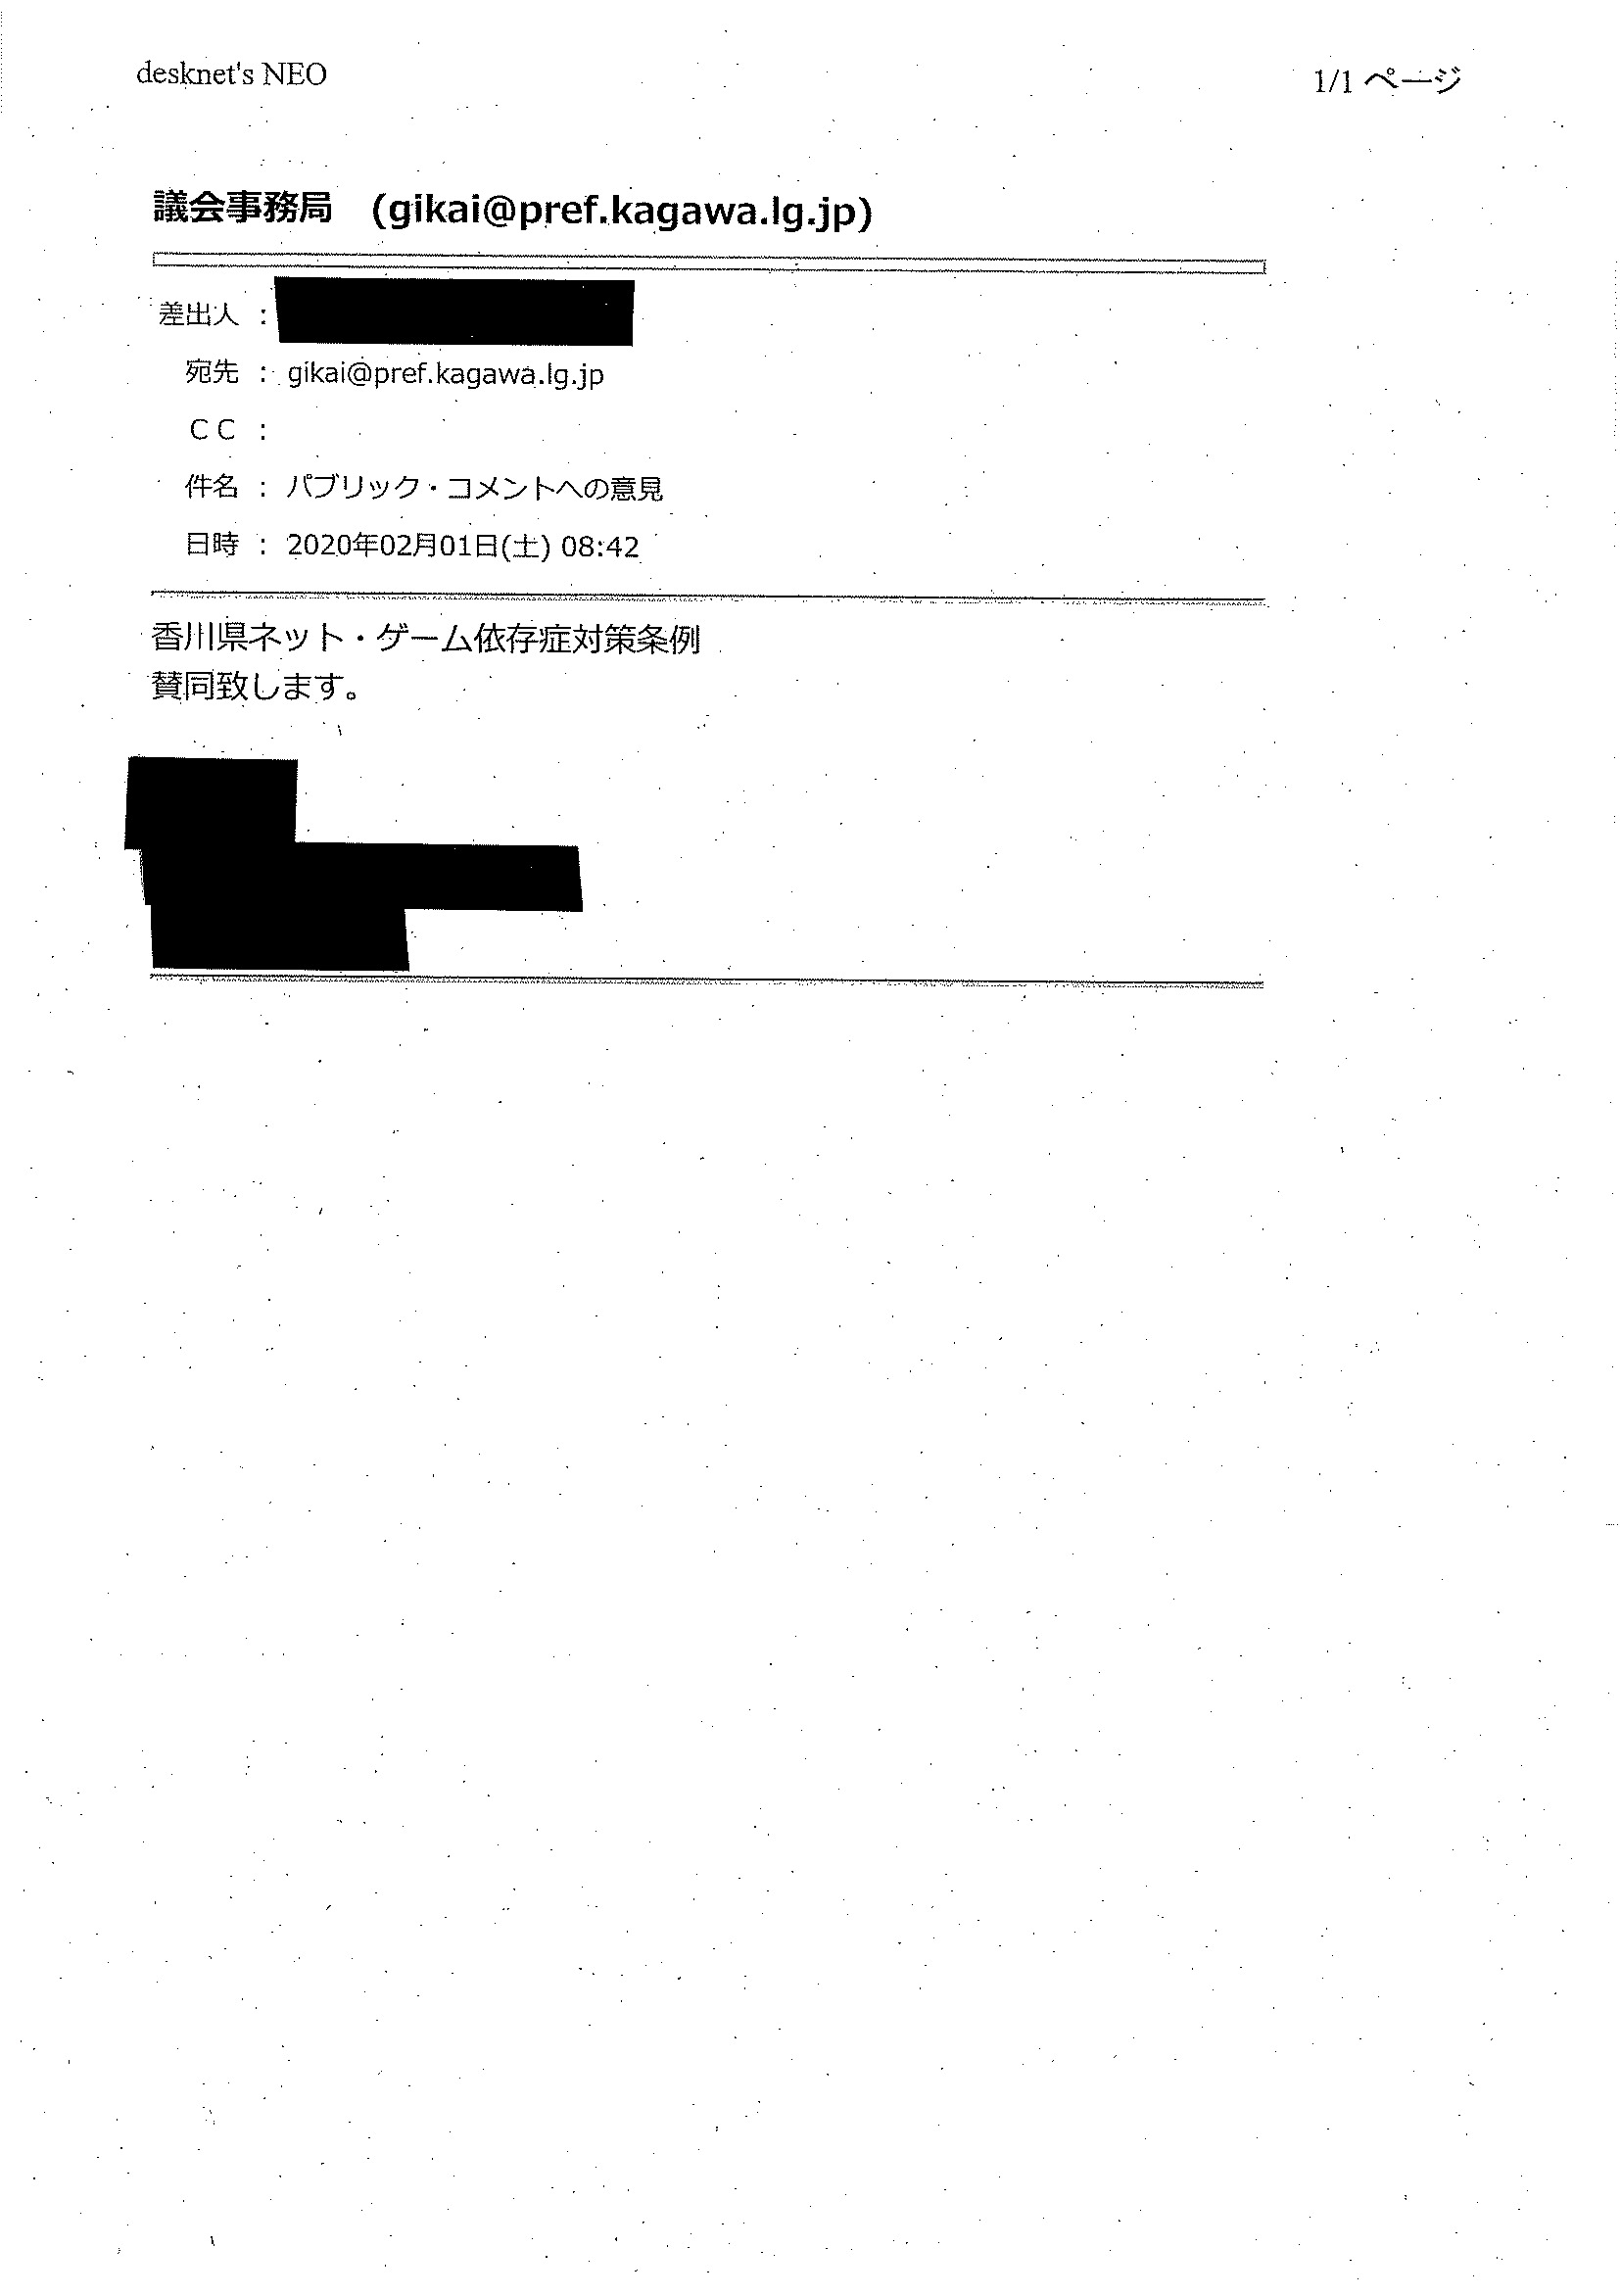 desknet's NEO
1/1 ページ
議会事務局 (gikai@pref.kagawa.lg.jp)
差出人 :
宛先 : gikai@pref.kagawa.lg.jp
CC :
件名 : パブリック・コメントへの意見
日時 : 2020年02月01日(土) 08:42
香川県ネット・ゲーム依存症対策条例
賛同致します。